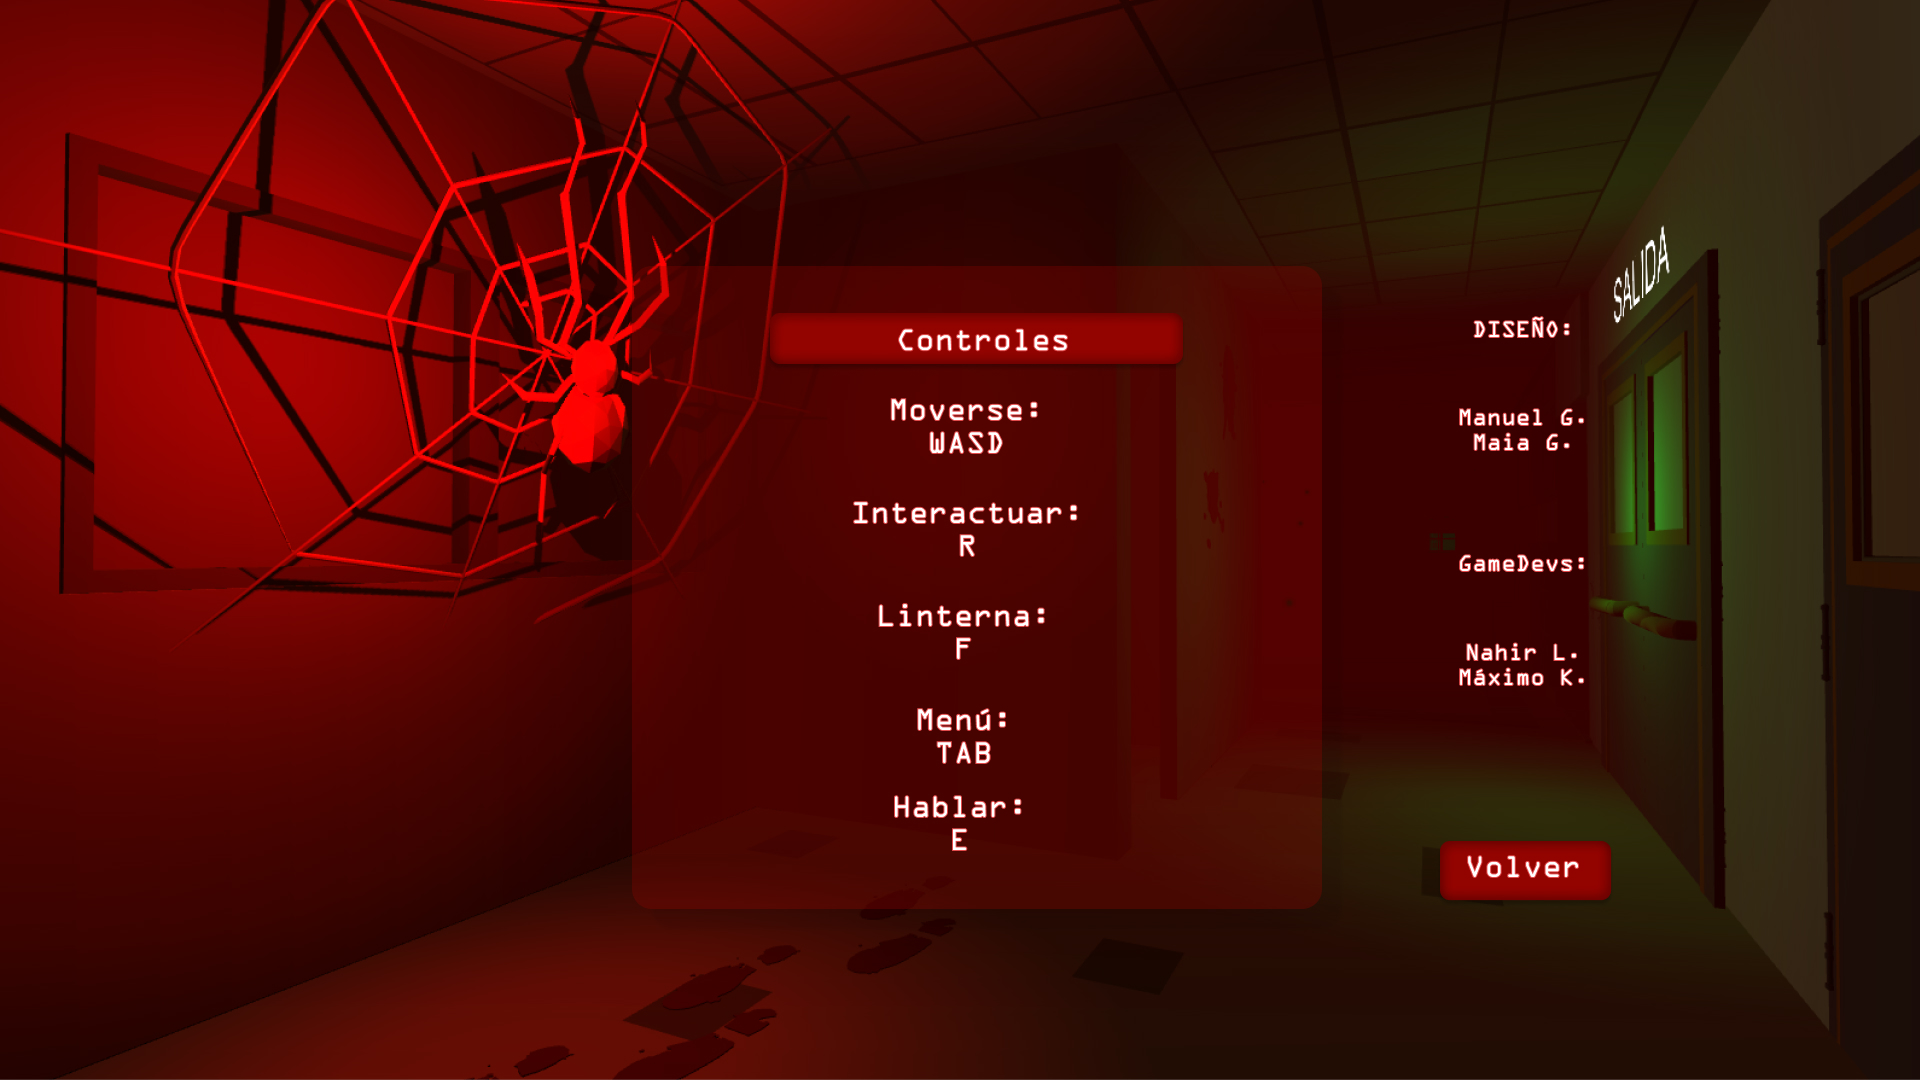 Controles
Moverse:
WASD
Interactuar:
R
Linterna:
F
Menú:
TAB
Hablar:
E
SALIDA
DISEÑO:
Manuel G.
Maia G.
GameDevs:
Nahir L.
Máximo K.
Volver